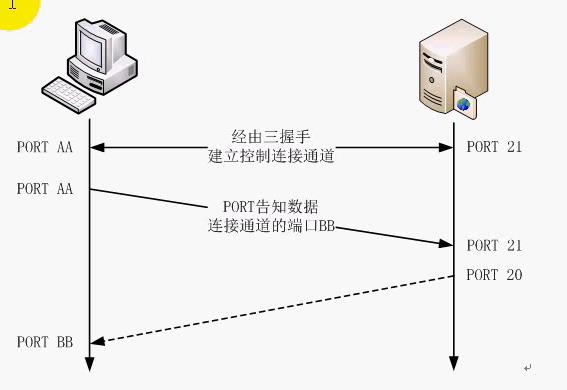 经由三握手
建立控制连接通道
PORT AA
PORT 21
PORT AA
PORT告知数据
连接通道的端口BB
PORT 21
PORT 20
PORT BB